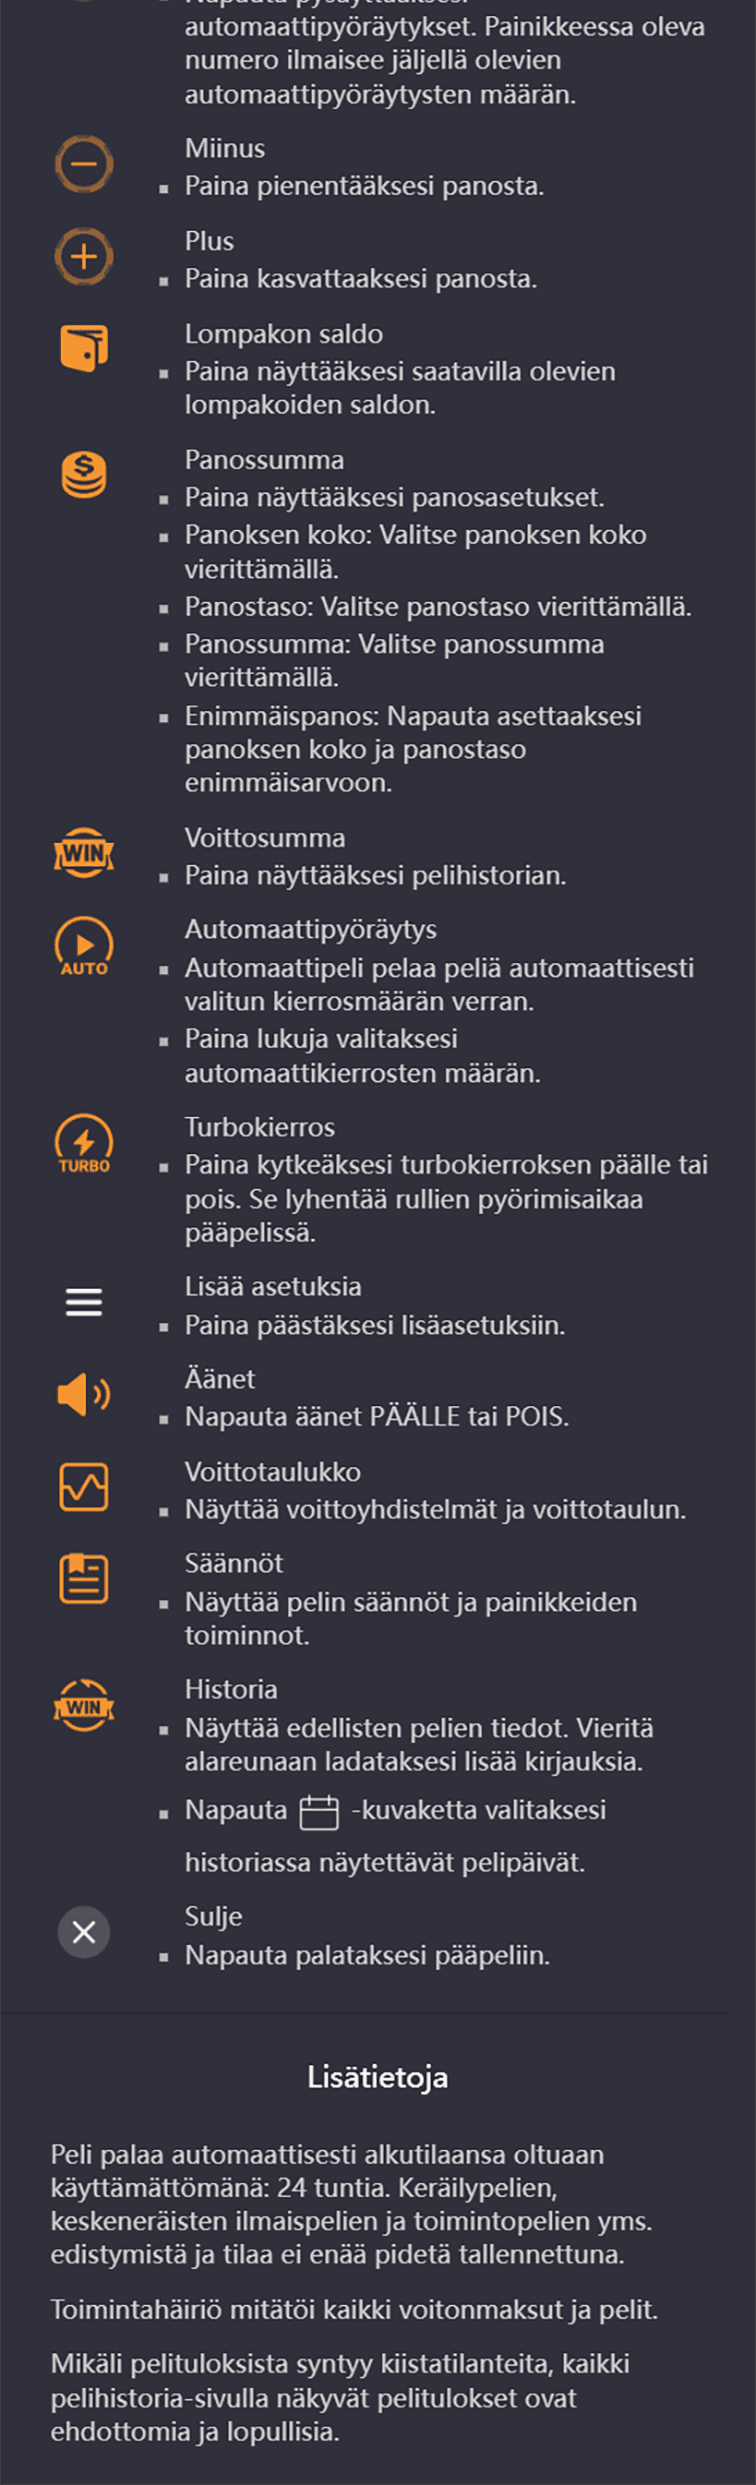 automaattipyöräytykset. Painikkeessa oleva
numero ilmaisee jäljellä olevien
automaattipyöräytysten määrän.
Miinus
▪ Paina pienentääksesi panosta.
Plus
▪ Paina kasvattaaksesi panosta.
Lompakon saldo
▪ Paina näyttääksesi saatavilla olevien
lompakoiden saldon.
Panossumma
▪ Paina näyttääksesi panosasetukset.
▪ Panoksen koko: Valitse panoksen koko
vierittämällä.
▪ Panostaso: Valitse panostaso vierittämällä.
▪ Panossumma: Valitse panossumma
vierittämällä.
▪ Enimmäispanos: Napauta asettaaksesi
panoksen koko ja panostaso
enimmäisarvoon.
WIN
Voittosumma
▪ Paina näyttääksesi pelihistorian.
AUTO
Automaattipyöräytys
▪ Automaattipeli pelaa peliä automaattisesti
valitun kierrosmäärän verran.
▪ Paina lukuja valitaksesi
automaattikierrosten määrän.
TURBO
Turbokierros
▪ Paina kytkeäksesi turbokierroksen päälle tai
pois. Se lyhentää rullien pyörimisaikaa
pääpelissä.
Lisää asetuksia
▪ Paina päästäksesi lisäasetuksiin.
Äänet
▪ Napauta äänet PÄÄLLE tai POIS.
Voittotaulukko
▪ Näyttää voittoyhdistelmät ja voittotaulun.
Säännöt
▪ Näyttää pelin säännöt ja painikkeiden
toiminnot.
WIN
Historia
▪ Näyttää edellisten pelien tiedot. Vieritä
alareunaan ladataksesi lisää kirjauksia.
▪ Napauta -kuvaketta valitaksesi
historiassa näytettävät pelipäivät.
Sulje
▪ Napauta palataksesi pääpeliin.
Lisätietoja
Peli palaa automaattisesti alkutilaansa oltuaan
käyttämättömänä: 24 tuntia. Keräilypelien,
keskeneräisten ilmaispelien ja toimintopelien yms.
edistymistä ja tilaa ei enää pidetä tallennettuna.
Toimintahäiriö mitätöi kaikki voitonmaksut ja pelit.
Mikäli pelituloksista syntyy kiistatilanteita, kaikki
pelihistoria-sivulla näkyvät pelitulokset ovat
ehdottomia ja lopullisia.